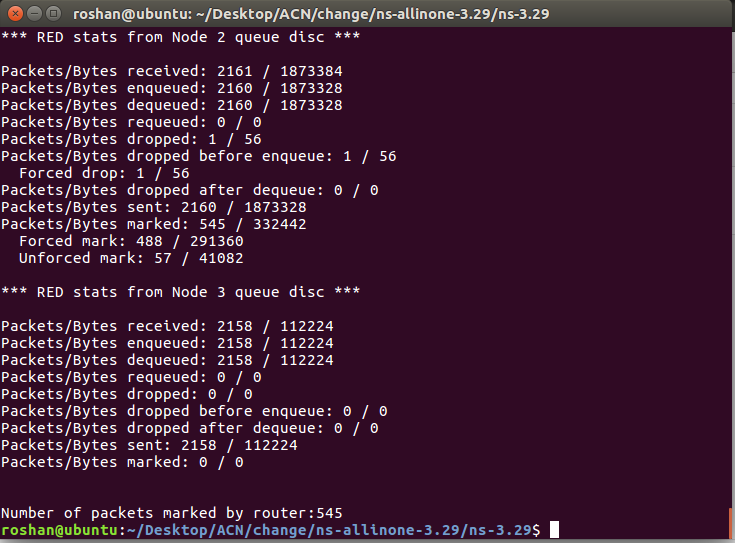 roshan@ubuntu: ~/Desktop/ACN/change/ns-allinone-3.29/ns-3.29
*** RED stats from Node 2 queue disc ***
Packets/Bytes received: 2161 / 1873384
Packets/Bytes enqueued: 2160 / 1873328
Packets/Bytes dequeued: 2160 / 1873328
Packets/Bytes requeued: 0 / 0
Packets/Bytes dropped: 1 / 56
Packets/Bytes dropped before enqueue: 1 / 56
  Forced drop: 1 / 56
Packets/Bytes dropped after dequeue: 0 / 0
Packets/Bytes sent: 2160 / 1873328
Packets/Bytes marked: 545 / 332442
  Forced mark: 488 / 291360
  Unforced mark: 57 / 41082
*** RED stats from Node 3 queue disc ***
Packets/Bytes received: 2158 / 112224
Packets/Bytes enqueued: 2158 / 112224
Packets/Bytes dequeued: 2158 / 112224
Packets/Bytes requeued: 0 / 0
Packets/Bytes dropped: 0 / 0
Packets/Bytes dropped before enqueue: 0 / 0
Packets/Bytes dropped after dequeue: 0 / 0
Packets/Bytes sent: 2158 / 112224
Packets/Bytes marked: 0 / 0
Number of packets marked by router:545
roshan@ubuntu:~/Desktop/ACN/change/ns-allinone-3.29/ns-3.29$